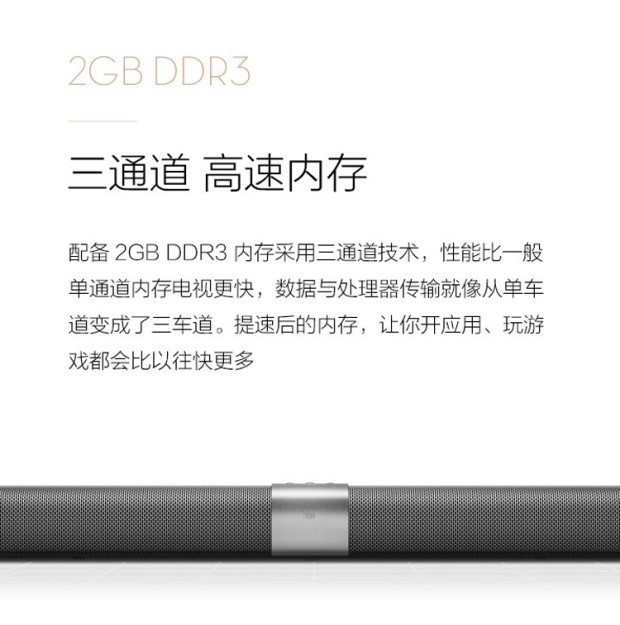 2GB DDR3
三通道 高速内存
配备 2GB DDR3 内存采用三通道技术，性能比一般
单通道内存电视更快，数据与处理器传输就像从单车
道变成了三车道。提速后的内存，让你开应用、玩游
戏都会比以往快更多